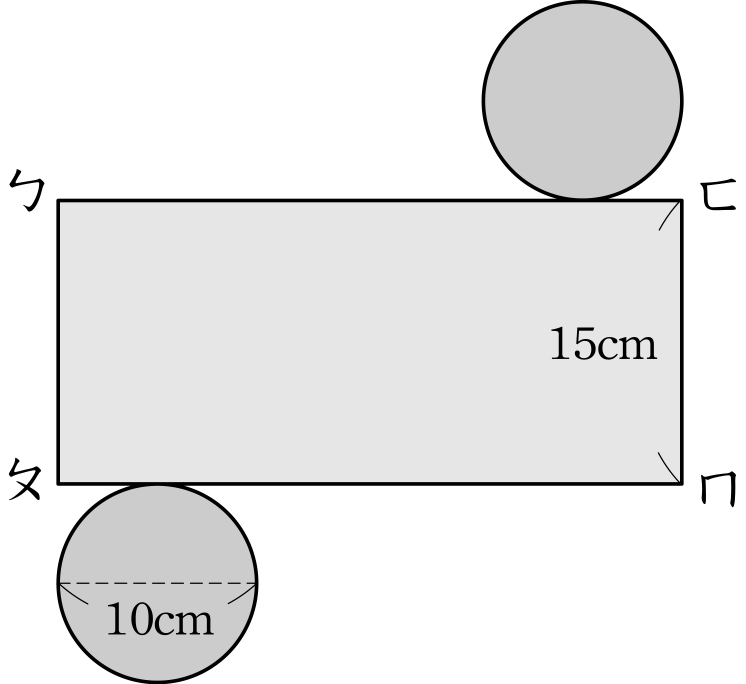 ㄅ ㄈ
15cm
ㄆ ㄇ
10cm